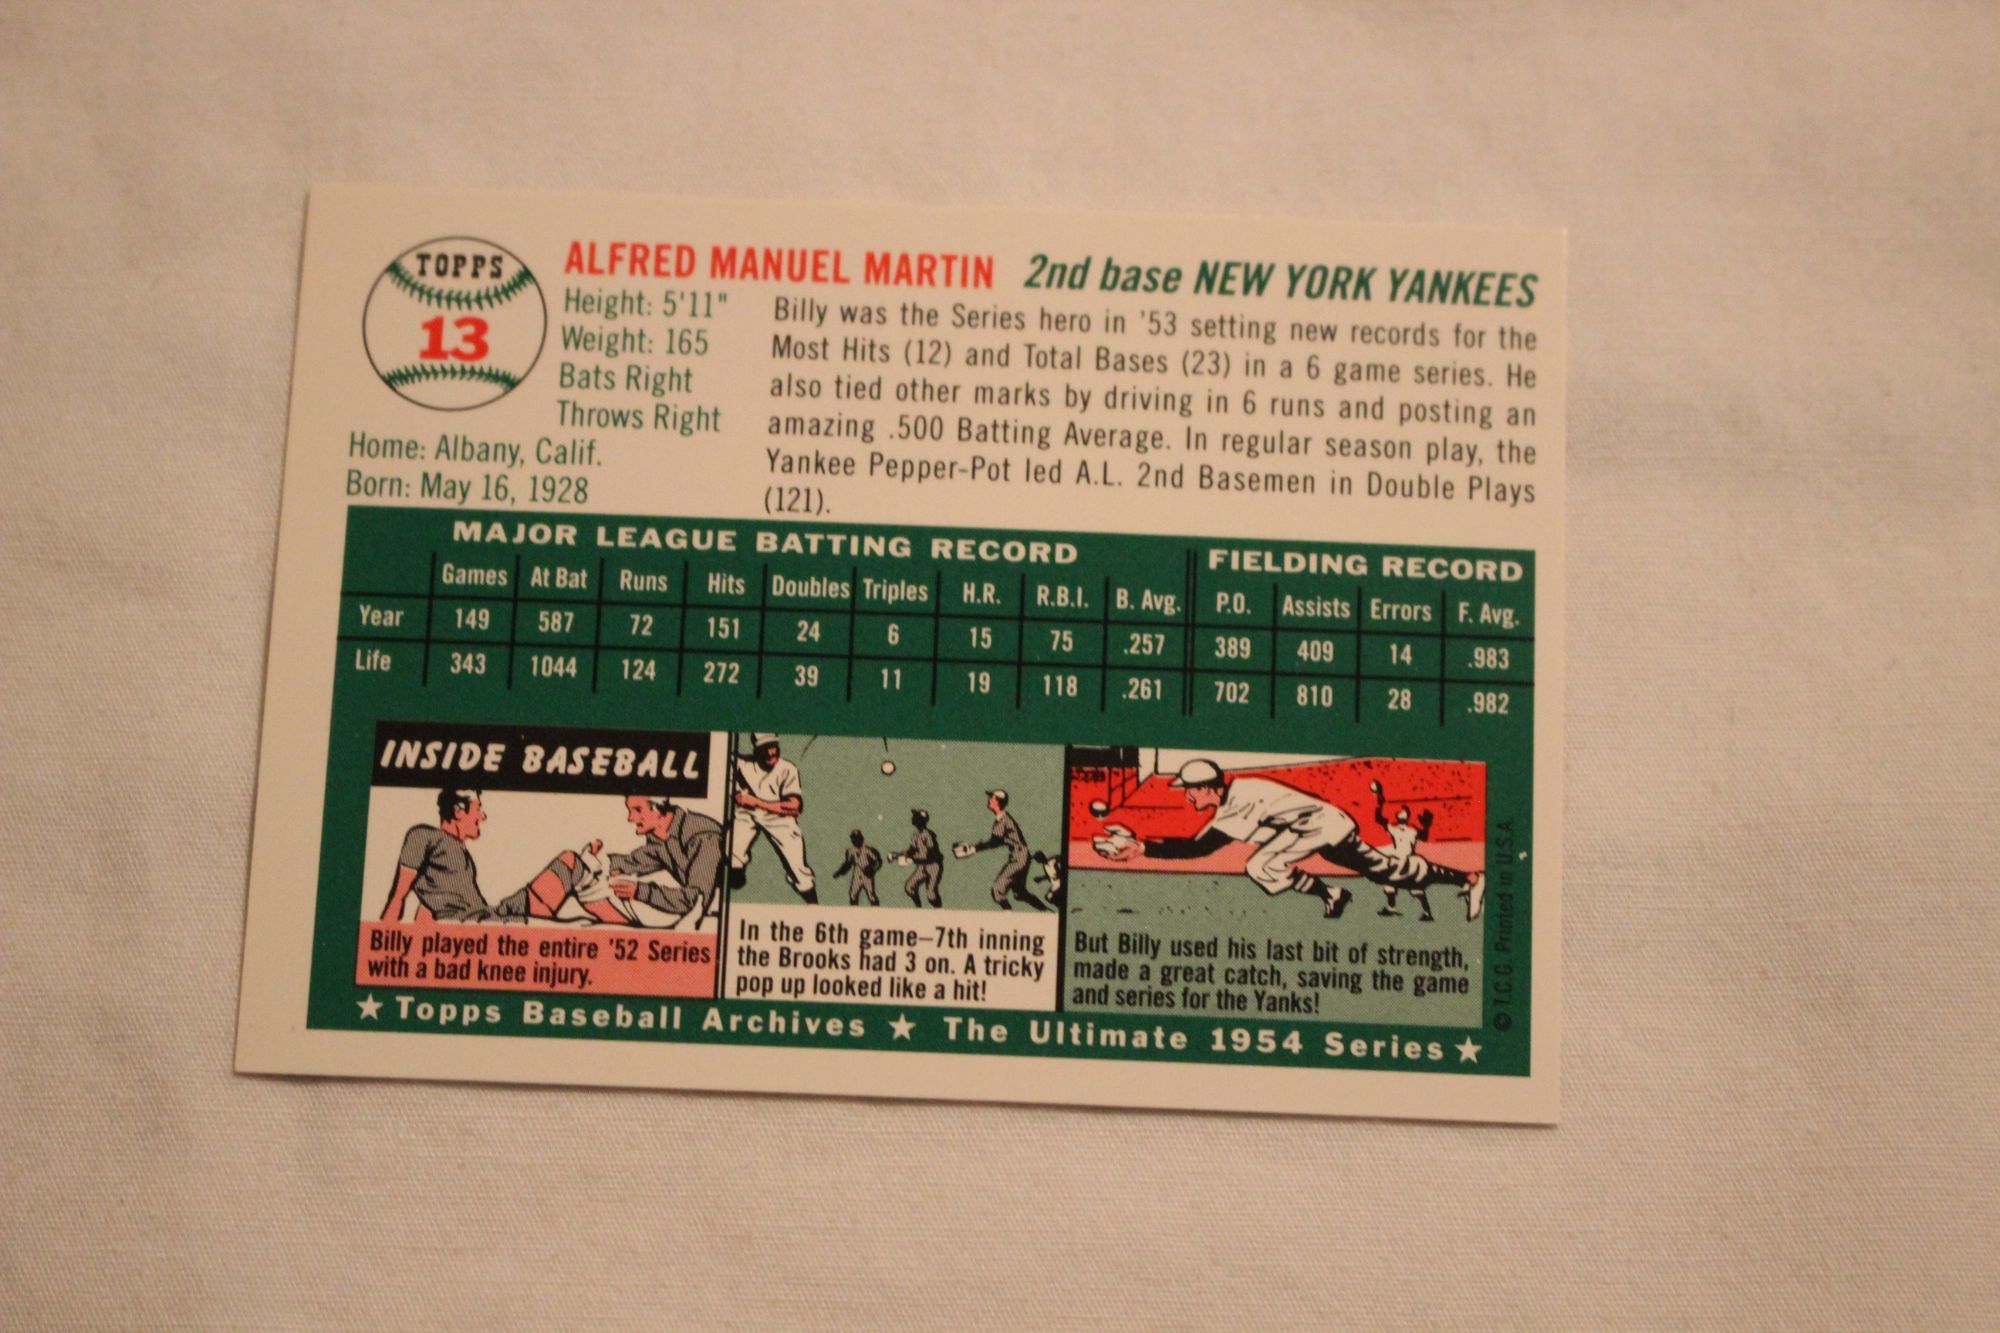 TOPPS
13
ALFRED MANUEL MARTIN 2nd base NEW YORK YANKEES
Height: 5'11"
Weight: 165
Bats Right
Throws Right
Home: Albany, Calif.
Born: May 16, 1928
Billy was the Series hero in '53 setting new records for the
Most Hits (12) and Total Bases (23) in a 6 game series. He
also tied other marks by driving in 6 runs and posting an
amazing .500 Batting Average. In regular season play, the
Yankee Pepper-Pot led A.L. 2nd Basemen in Double Plays
(121).
MAJOR LEAGUE BATTING RECORD FIELDING RECORD
Games At Bat Runs Hits Doubles Triples H.R. R.B.I. B. Avg. P.O. Assists Errors F. Avg.
Year 149 587 72 151 24 6 15 75 .257 389 409 14 .983
Life 343 1044 124 272 39 11 19 118 .261 702 810 28 .982
INSIDE BASEBALL
Billy played the entire '52 Series
with a bad knee injury.
In the 6th game–7th inning
the Brooks had 3 on. A tricky
pop up looked like a hit!
But Billy used his last bit of strength,
made a great catch, saving the game
and series for the Yanks!
© T.C.G. Printed in U.S.A.
★ Topps Baseball Archives ★ The Ultimate 1954 Series ★